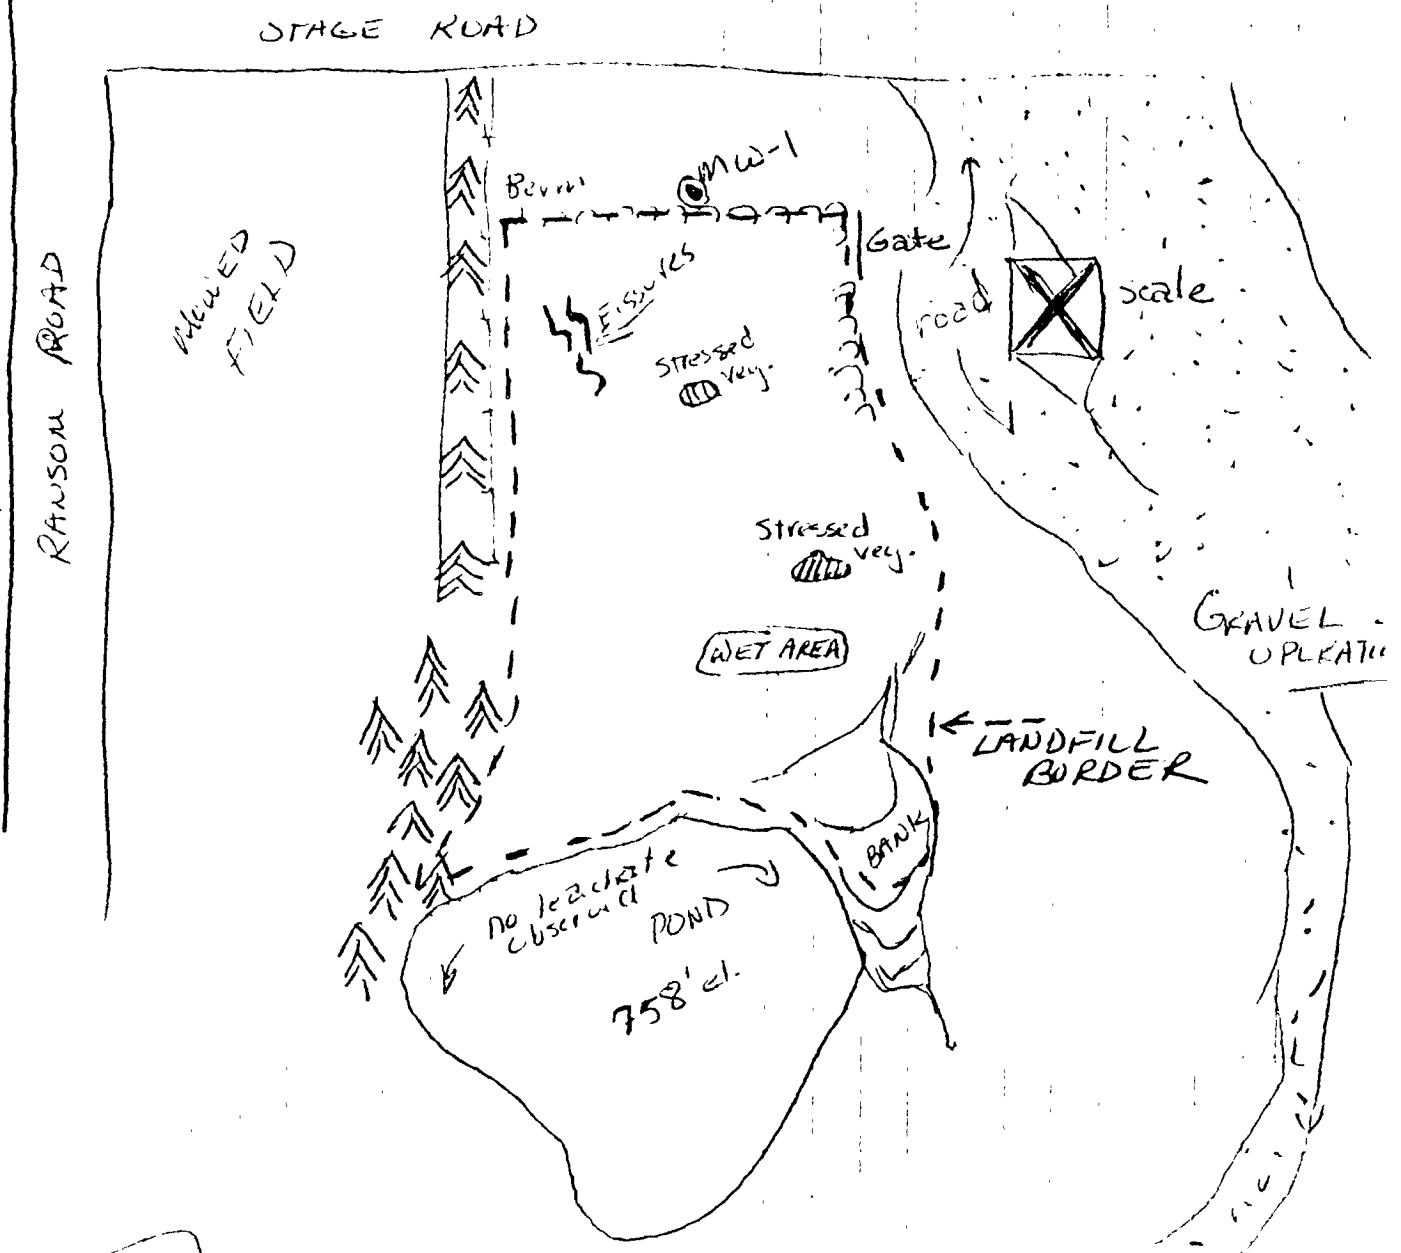 STAGE ROAD
MW-1
Berm
Gate
RANSOM ROAD
PLOWED
FIELD
Fissures
road
scale
stressed
veg.
stressed
veg.
GRAVEL
WET AREA
LANDFILL
BORDER
BANK
no leachate
observed
POND
758' el.